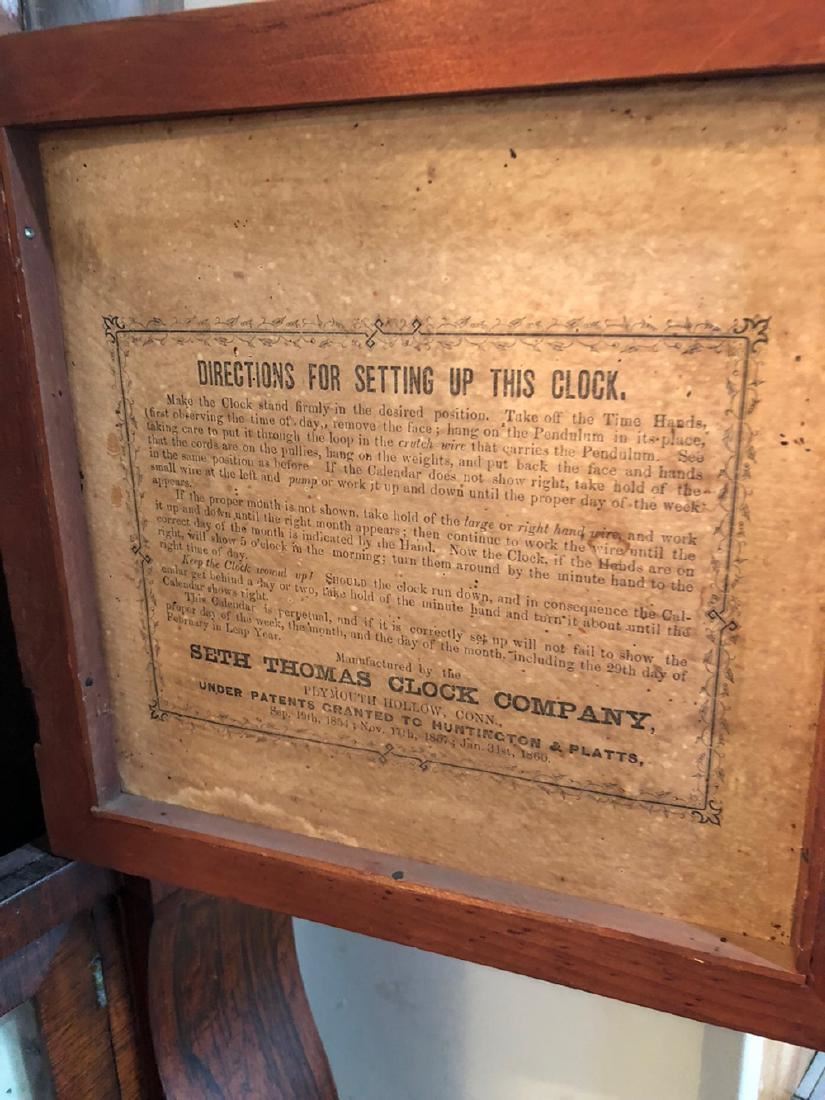 DIRECTIONS FOR SETTING UP THIS CLOCK.
Make the Clock stand firmly in the desired position. Take off the Time Hands,
(first observing the time of day,) remove the face; hang on the Pendulum in its place,
taking care to put it through the loop in the crutch wire that carries the Pendulum. See
that the cords are on the pullies, hang on the weights, and put back the face and hands
in the same position as before. If the Calendar does not show right, take hold of the
small wire at the left and pump or work it up and down until the proper day of the week
appears.
If the proper month is not shown, take hold of the large or right hand wire, and work
it up and down until the right month appears; then continue to work the wire until the
correct day of the month is indicated by the Hand. Now the Clock, if the Hands are on
right, will show 5 o'clock in the morning; turn them around by the minute hand to the
right time of day.
Keep the Clock wound up! SHOULD the clock run down, and in consequence the Cal-
endar get behind a day or two, take hold of the minute hand and turn it about until the
Calendar shows right.
This Calendar is perpetual, and if it is correctly set up will not fail to show the
proper day of the week, the month, and the day of the month, including the 29th day of
February in Leap Year.
Manufactured by the
SETH THOMAS CLOCK COMPANY,
PLYMOUTH HOLLOW, CONN.,
UNDER PATENTS GRANTED TO HUNTINGTON & PLATTS,
Sep. 19th, 1854; Nov. 17th, 1857; Jan. 31st, 1860.